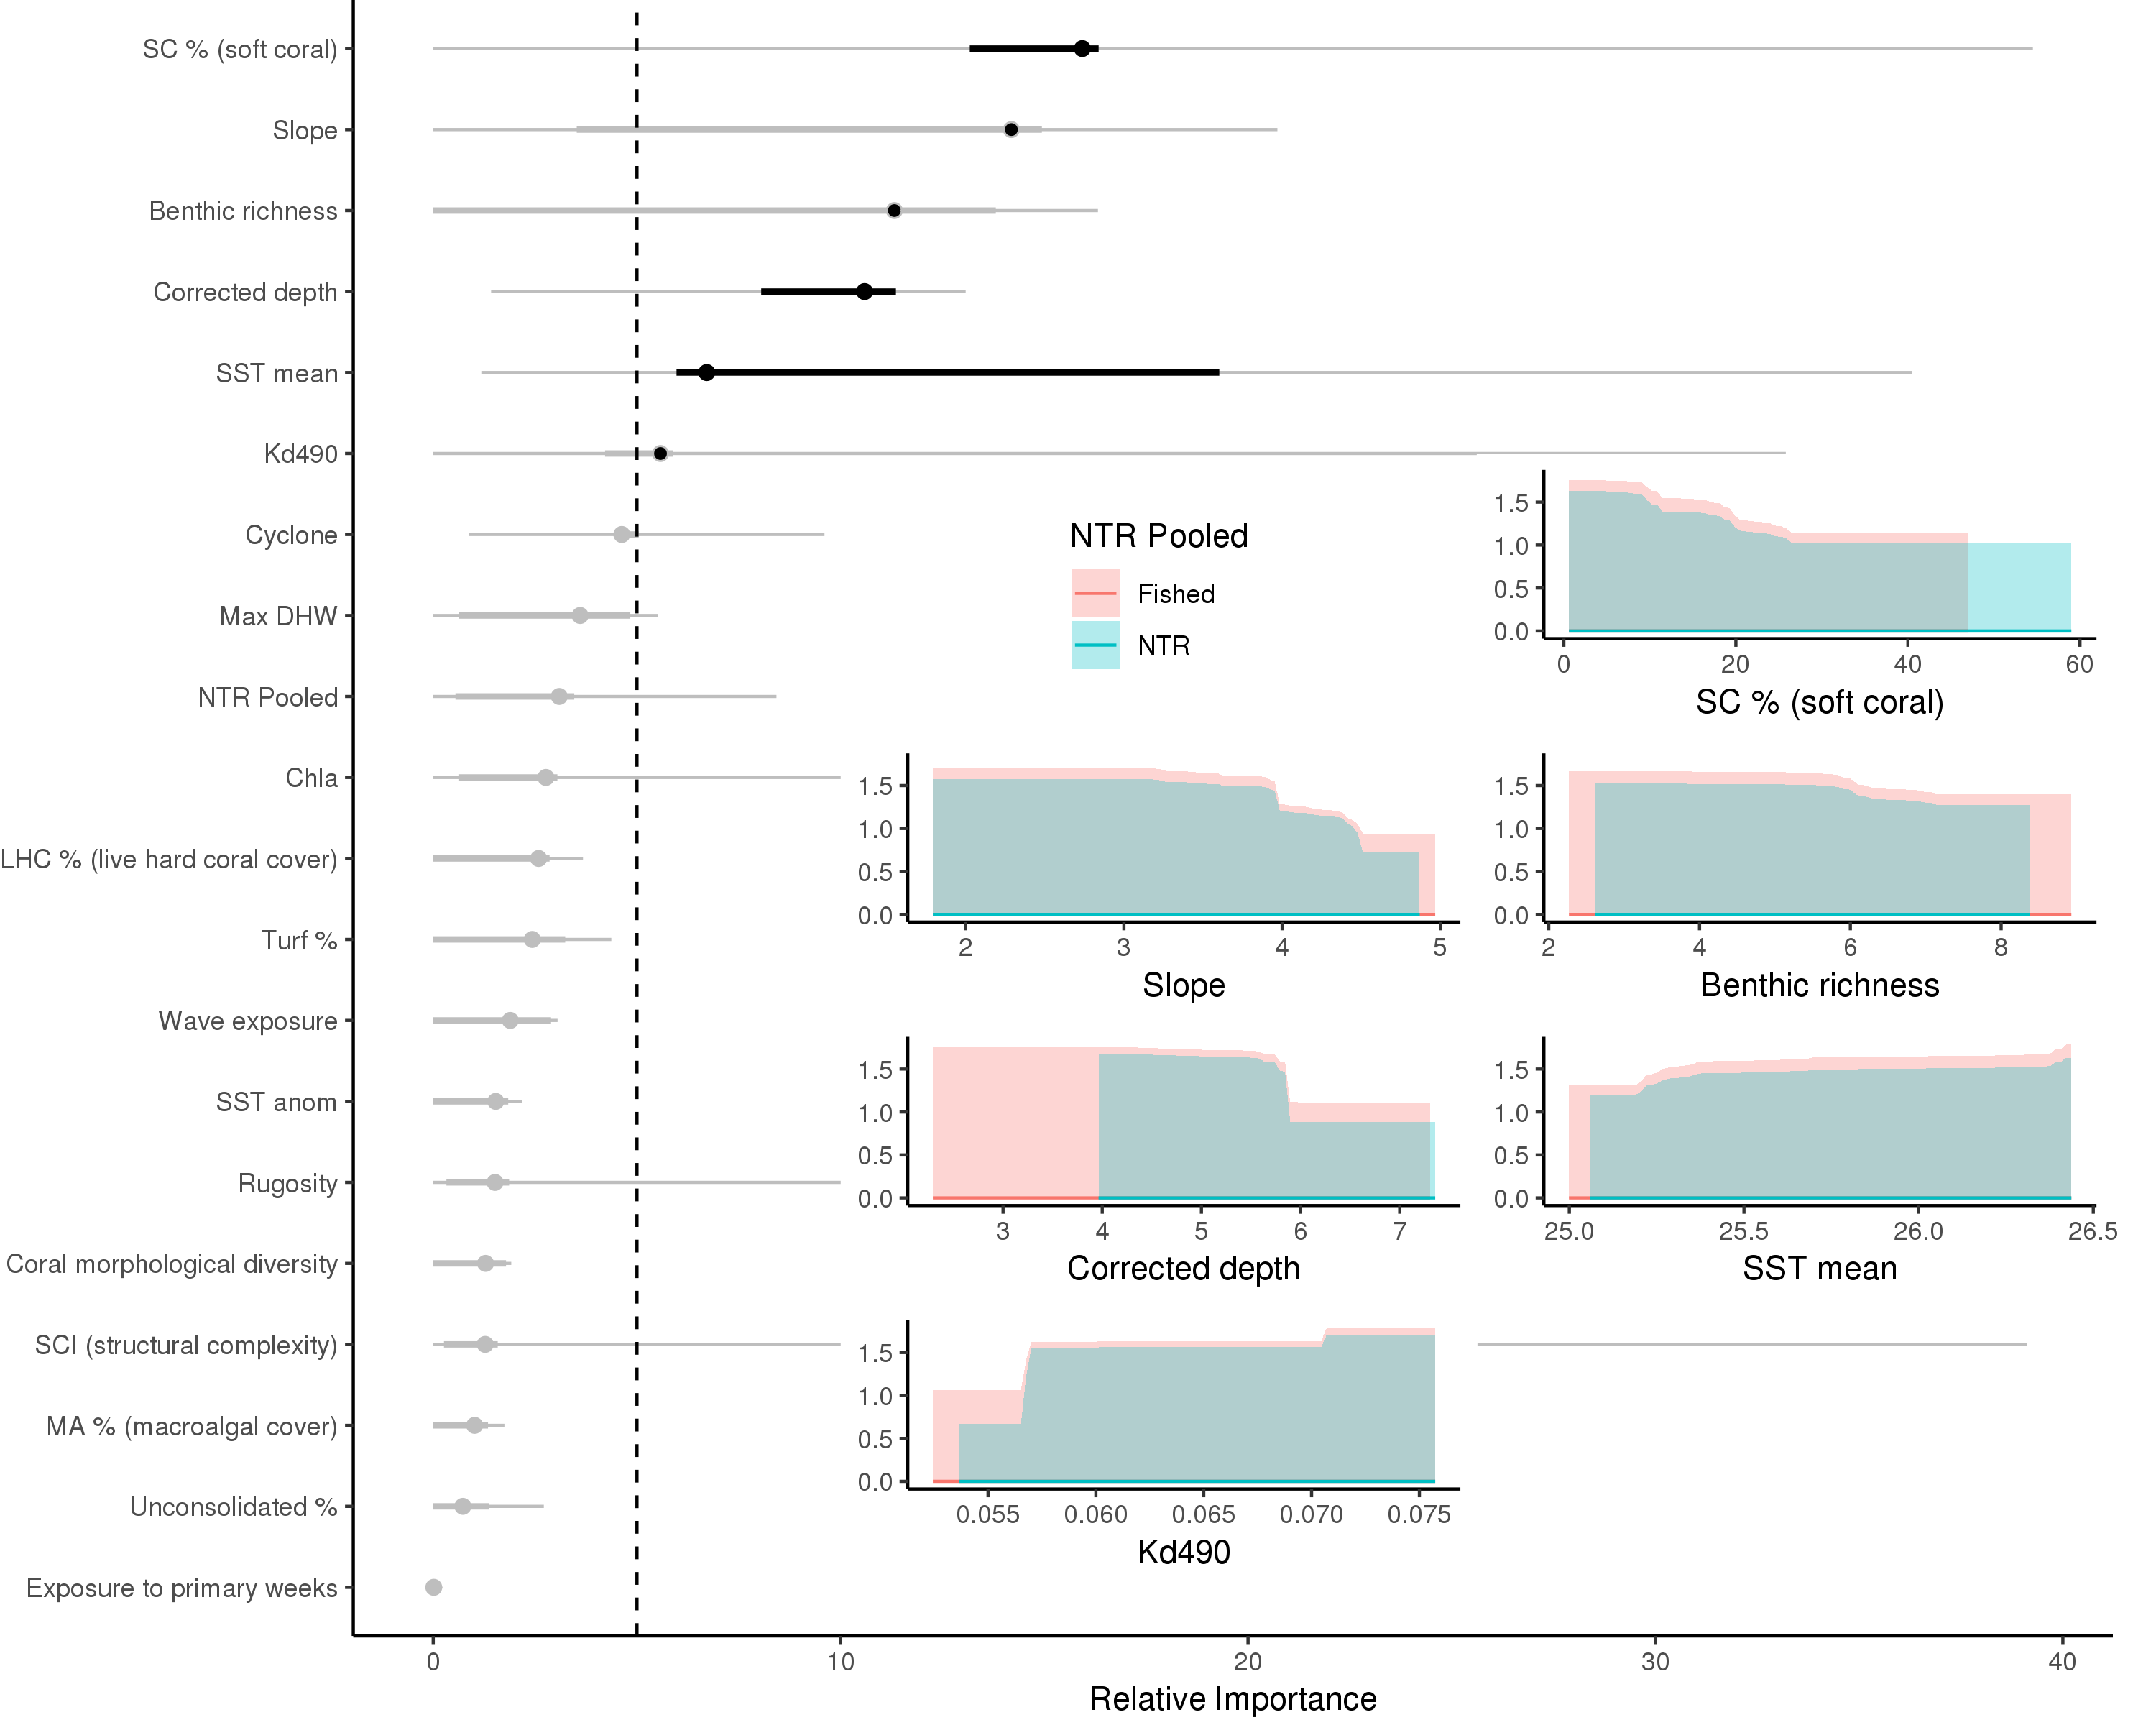 SC % (soft coral)
Slope
Benthic richness
Corrected depth
SST mean
Kd490
Cyclone
Max DHW
NTR Pooled
Chla
LHC % (live hard coral cover)
Turf %
Wave exposure
SST anom
Rugosity
Coral morphological diversity
SCI (structural complexity)
MA % (macroalgal cover)
Unconsolidated %
Exposure to primary weeks
0 10 20 30 40
Relative Importance
NTR Pooled
Fished
NTR
1.5
1.0
0.5
0.0
0 20 40 60
SC % (soft coral)
1.5
1.0
0.5
0.0
2 3 4 5
Slope
1.5
1.0
0.5
0.0
2 4 6 8
Benthic richness
1.5
1.0
0.5
0.0
3 4 5 6 7
Corrected depth
1.5
1.0
0.5
0.0
25.0 25.5 26.0 26.5
SST mean
1.5
1.0
0.5
0.0
0.055 0.060 0.065 0.070 0.075
Kd490